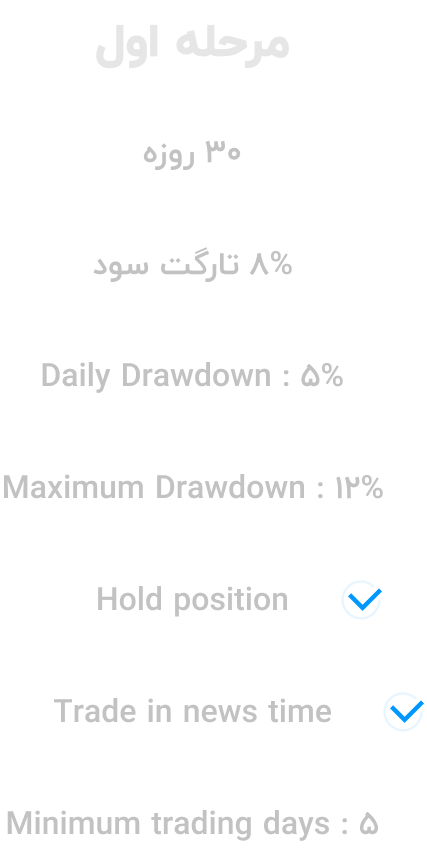 مرحله اول
۳۰ روزه
۸% تارگت سود
Daily Drawdown : ۵%
Maximum Drawdown : ۱۲%
Hold position
Trade in news time
Minimum trading days : ۵